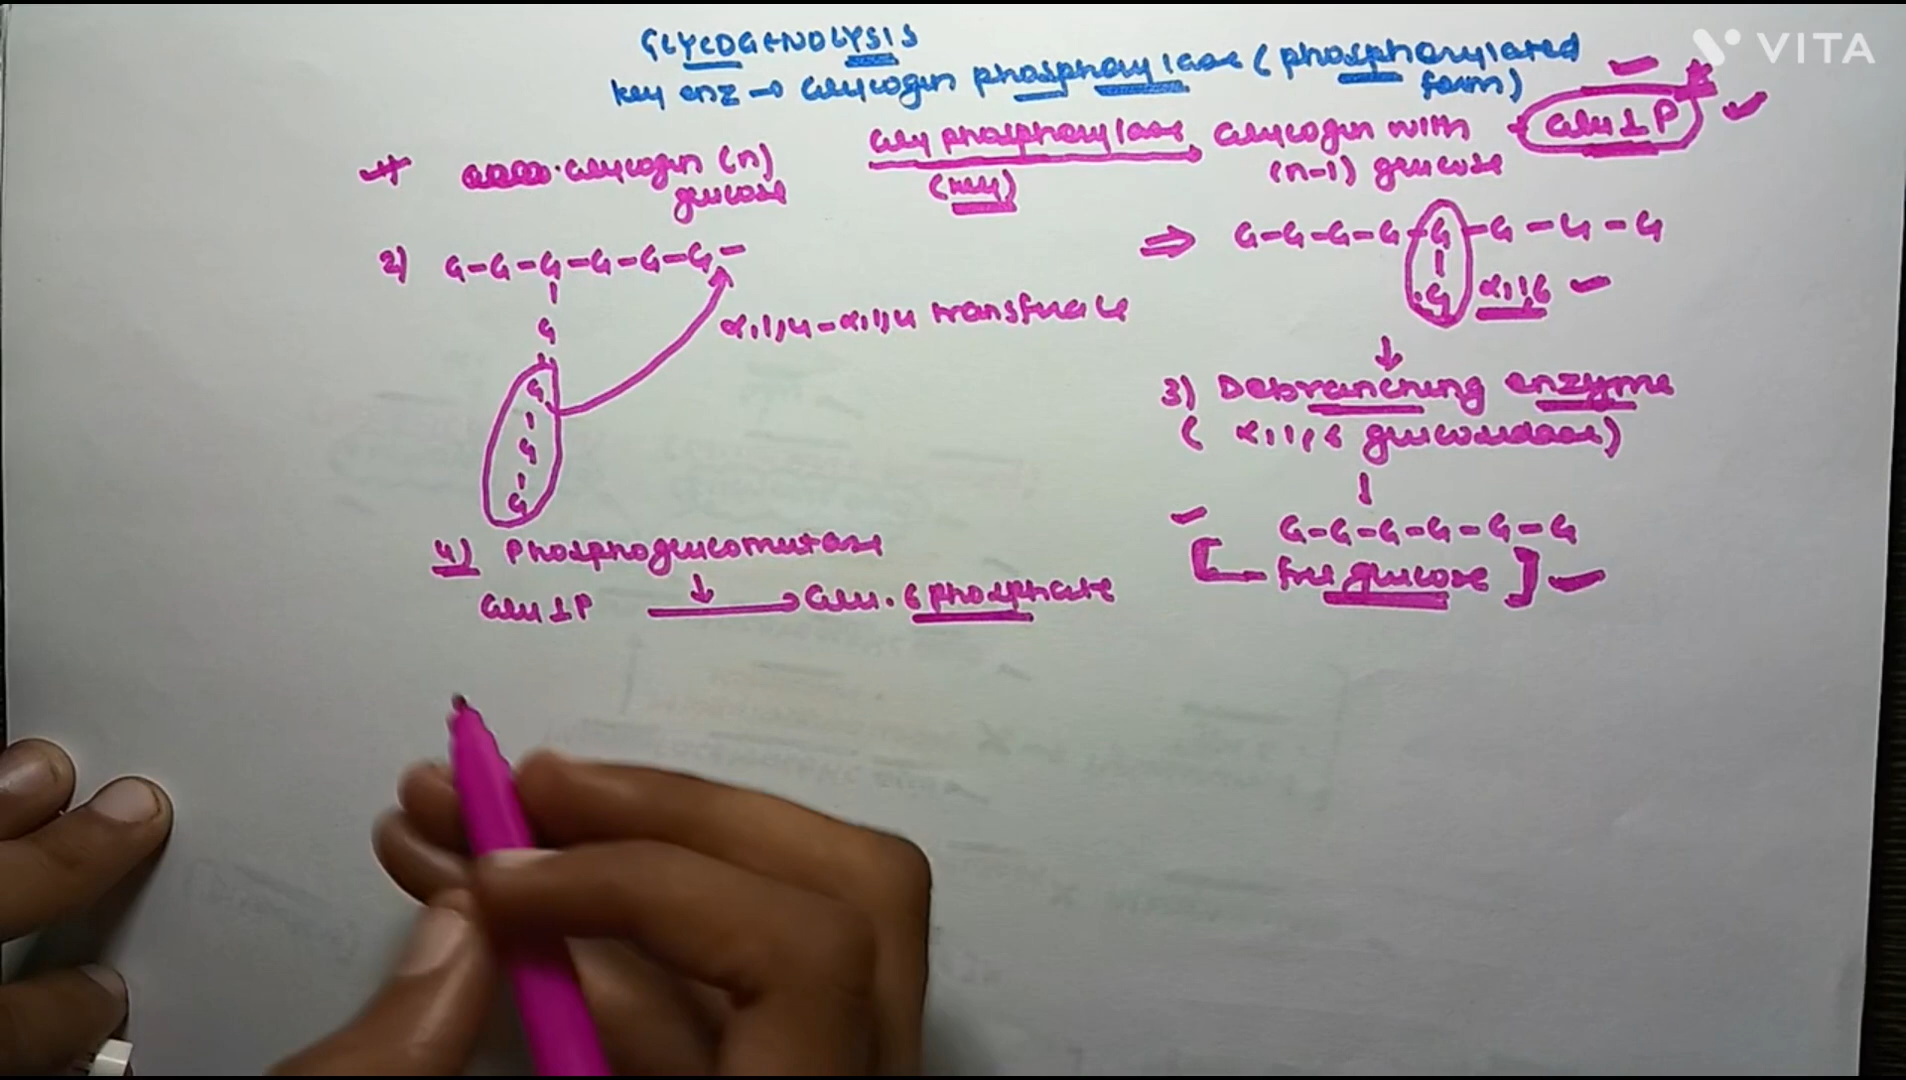 GLYCOGENOLYSIS
key enz → Glycogen phosphorylase (phosphorylated form)
VITA
* Glycogen (n) glucose
Gly phosphorylase (key)
Glycogen with (n-1) glucose
+ Glu 1 P
2) G-G-G-G-G-G-
G
G
G
G
α,1,4-α,1,4 transferase
⇒ G-G-G-G-G-G-G-G
G α,1,6
3) Debranching enzyme
(α,1,6 glucosidase)
G-G-G-G-G-G
[ free glucose ]
4) Phosphoglucomutase
Glu 1P → Glu. 6 phosphate